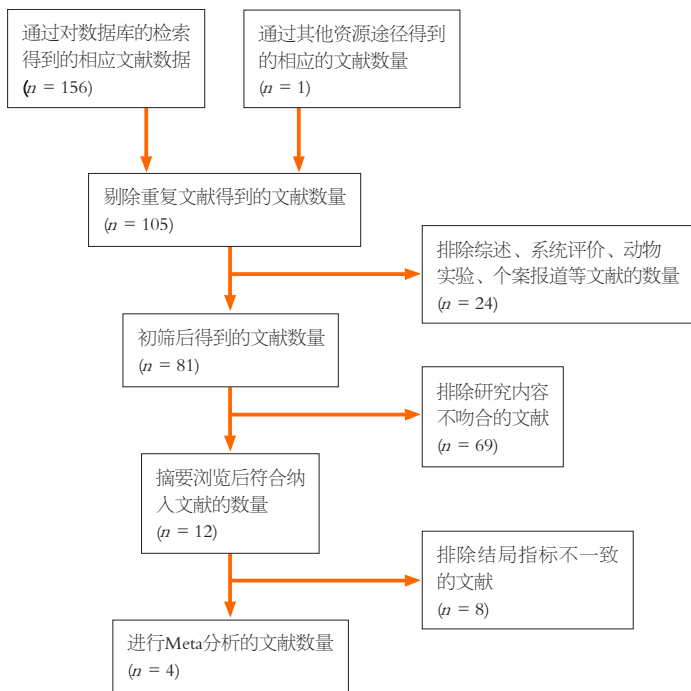 通过对数据库的检索
得到的相应文献数据
(n = 156)
通过其他资源途径得到
的相应的文献数量
(n = 1)
剔除重复文献得到的文献数量
(n = 105)
排除综述、系统评价、动物
实验、个案报道等文献的数量
(n = 24)
初筛后得到的文献数量
(n = 81)
排除研究内容
不吻合的文献
(n = 69)
摘要浏览后符合纳
入文献的数量
(n = 12)
排除结局指标不一致
的文献
(n = 8)
进行Meta分析的文献数量
(n = 4)